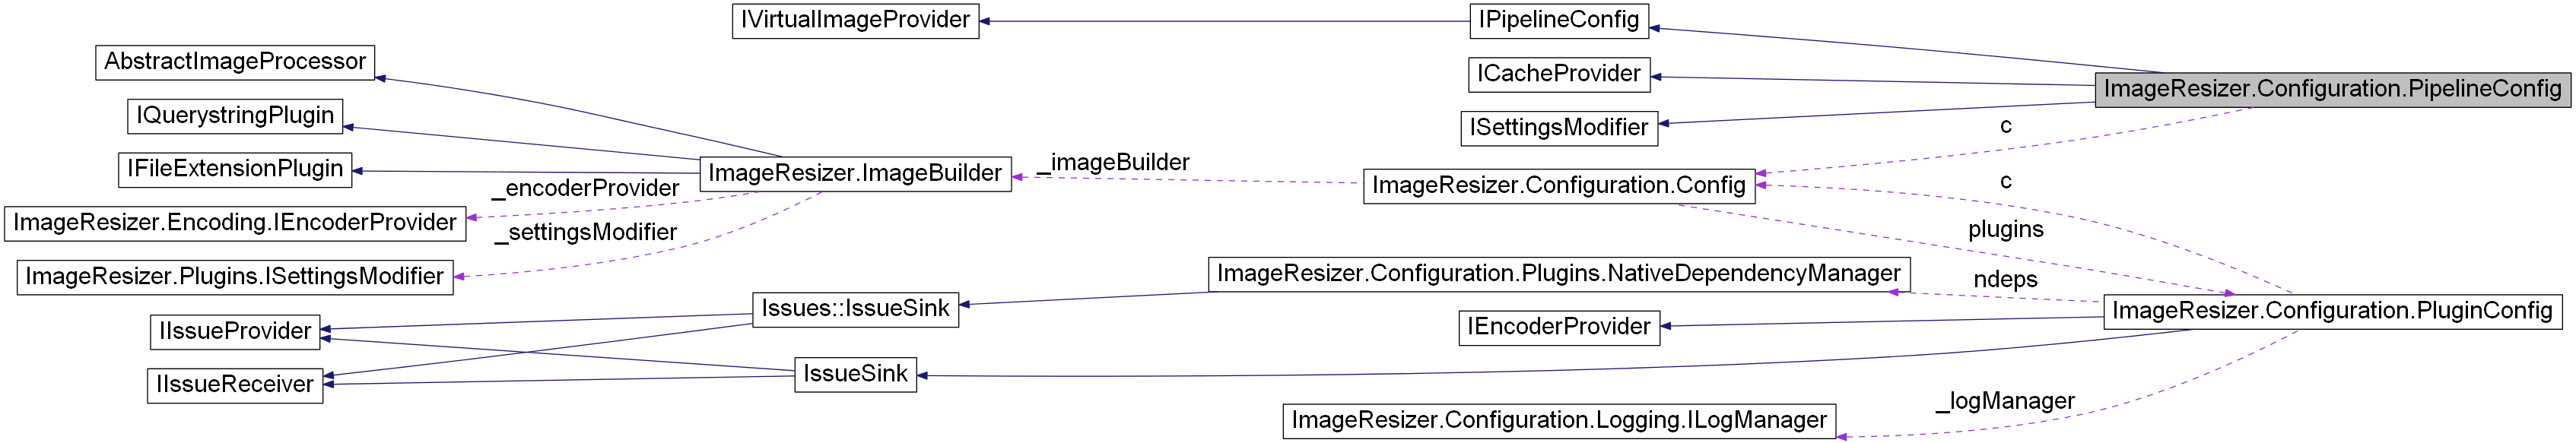 IVirtualImageProvider
IPipelineConfig
AbstractImageProcessor
ICacheProvider
ImageResizer.Configuration.PipelineConfig
IQuerystringPlugin
ISettingsModifier
c
IFileExtensionPlugin
ImageResizer.ImageBuilder
_imageBuilder
ImageResizer.Configuration.Config
c
_encoderProvider
ImageResizer.Encoding.IEncoderProvider
_settingsModifier
plugins
ImageResizer.Plugins.ISettingsModifier
ImageResizer.Configuration.Plugins.NativeDependencyManager
ndeps
Issues::IssueSink
ImageResizer.Configuration.PluginConfig
IIssueProvider
IEncoderProvider
IIssueReceiver
IssueSink
_logManager
ImageResizer.Configuration.Logging.ILogManager